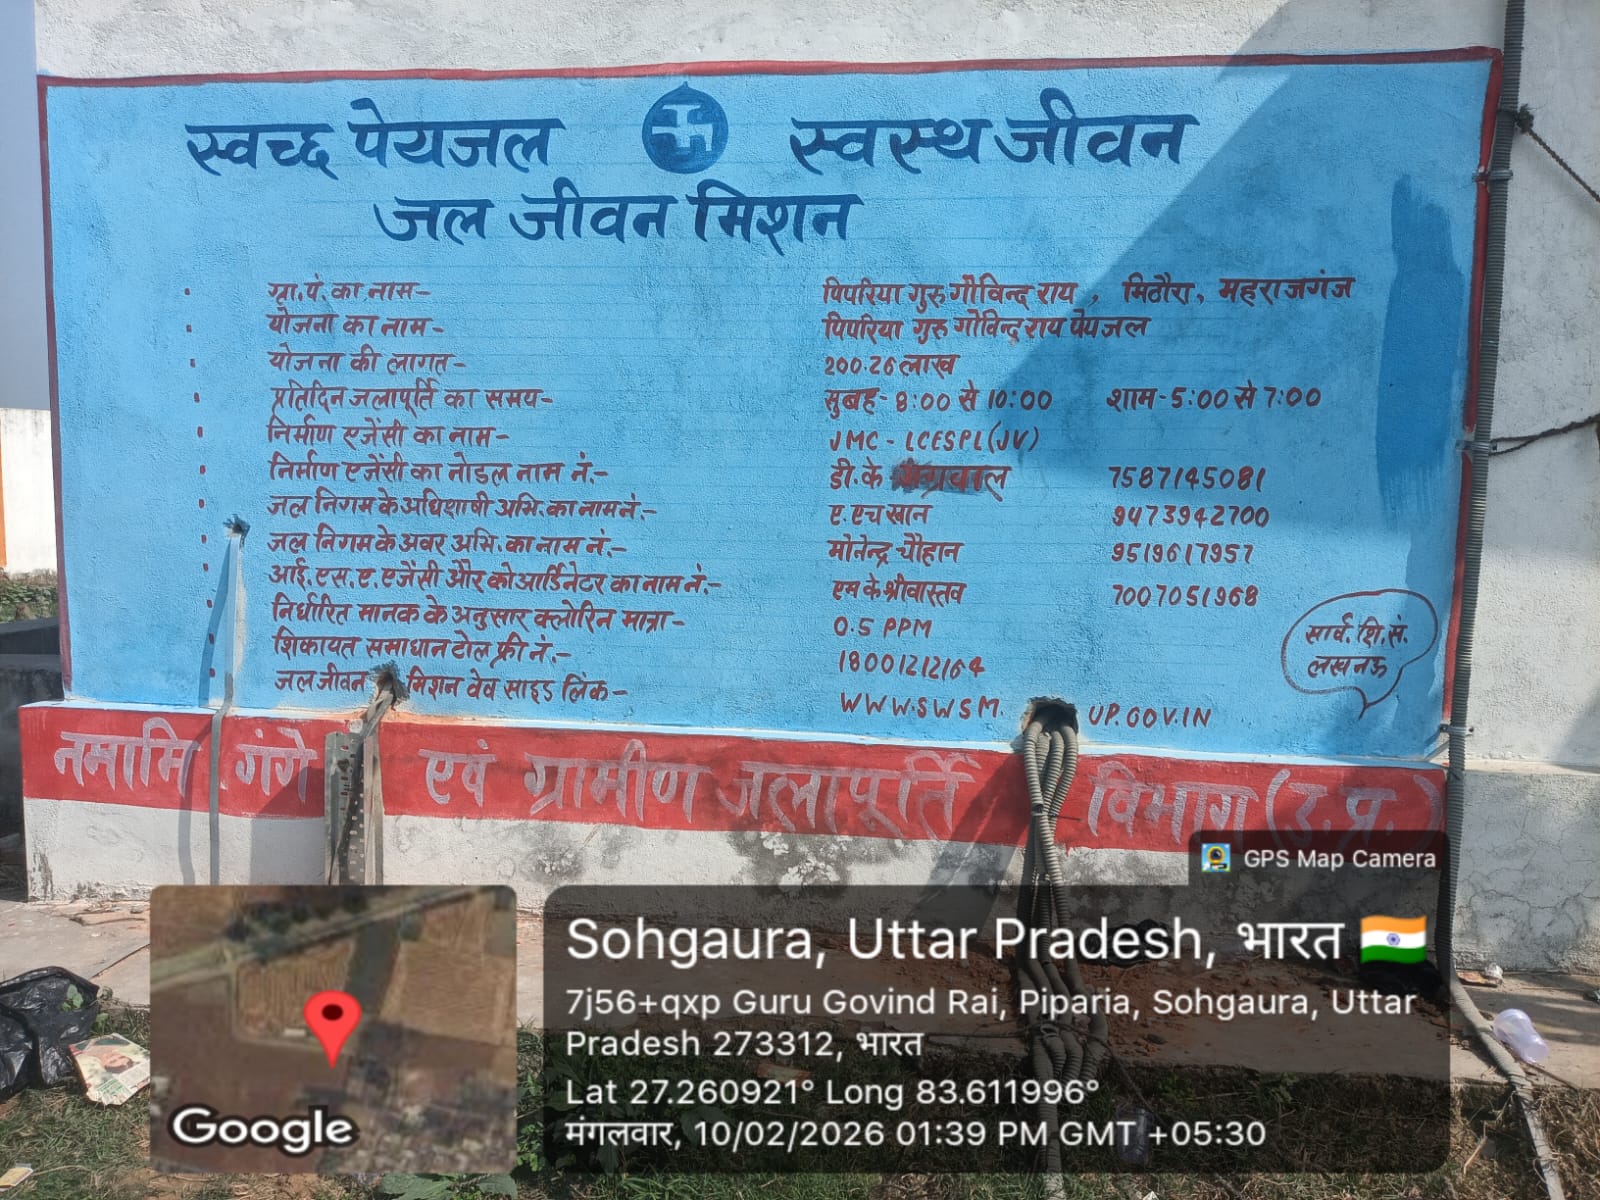 स्वच्छ पेयजल स्वस्थ जीवन
जल जीवन मिशन
ग्रा.पं. का नाम- पिपरिया गुरु गोविन्द राय , मिठौरा, महराजगंज
योजना का नाम- पिपरिया गुरु गोविन्द राय पेयजल
योजना की लागत- 200.26 लाख
प्रतिदिन जलापूर्ति का समय- सुबह- 8:00 से 10:00 शाम-5:00 से 7:00
निर्माण एजेंसी का नाम- JMC - LCESPL(JV)
निर्माण एजेंसी का नोडल नाम नं.- डी.के अग्रवाल 7587145081
जल निगम के अधिशाषी अभि. का नाम नं.- ए.एच खान 9473942700
जल निगम के अवर अभि. का नाम नं.- मोनेन्द्र चौहान 9519617957
आई.एस.ए. एजेंसी और कोआर्डिनेटर का नाम नं.- एम के श्रीवास्तव 7007051968
निर्धारित मानक के अनुसार क्लोरिन मात्रा- 0.5 PPM
शिकायत समाधान टोल फ्री नं.- 18001212164
जल जीवन मिशन वेव साइड लिंक- WWW.SWSM. UP.GOV.IN
सार्व. शि. सं.
लखनऊ
नमामि गंगे एवं ग्रामीण जलापूर्ति विभाग (उ.प्र.)
GPS Map Camera
Sohgaura, Uttar Pradesh, भारत
7j56+qxp Guru Govind Rai, Piparia, Sohgaura, Uttar
Pradesh 273312, भारत
Lat 27.260921° Long 83.611996°
मंगलवार, 10/02/2026 01:39 PM GMT +05:30
Google